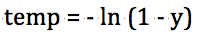 temp = - ln (1 - y)